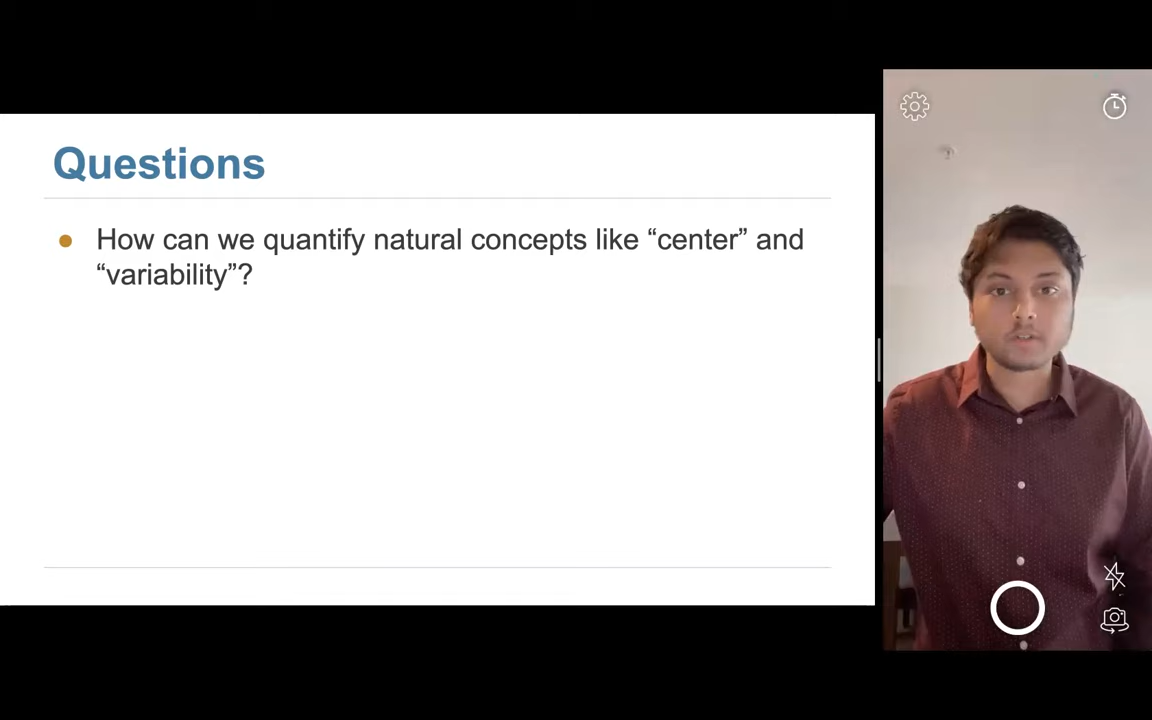 Questions
How can we quantify natural concepts like “center” and
“variability”?